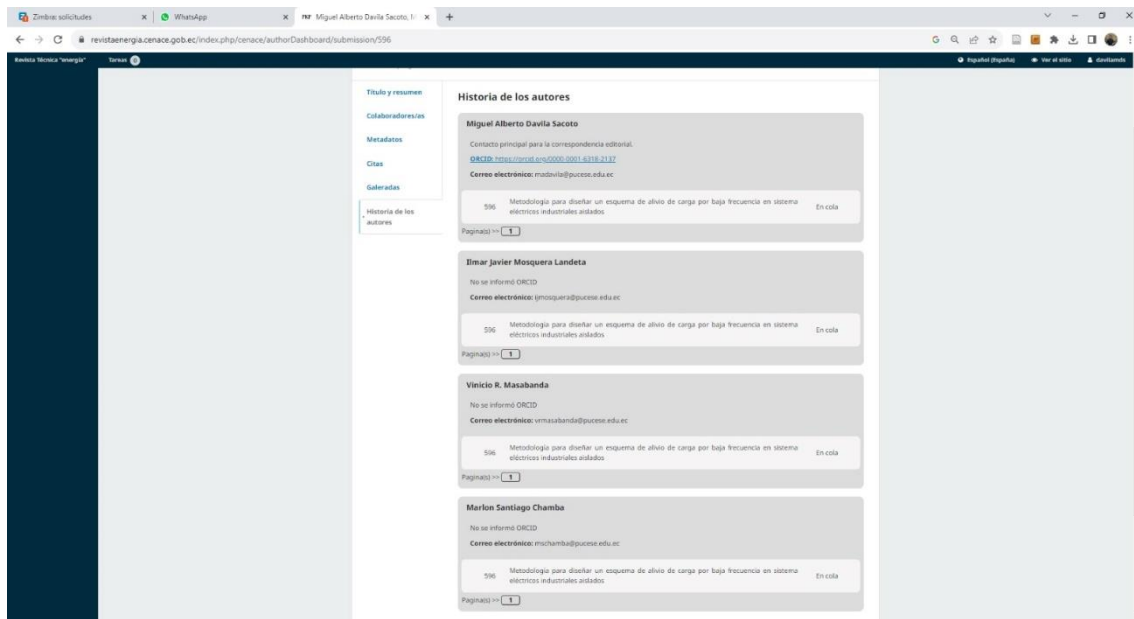 Zimbra: solicitudes
WhatsApp
Miguel Alberto Davila Sacoto,
revistaenergia.cenace.gob.ec/index.php/cenace/authorDashboard/submission/596
Revista Técnica "energía"
Tareas 0
Español (España)
Ver el sitio
davilamds
Título y resumen
Colaboradores/as
Metadatos
Citas
Galeradas
Historia de los
autores
Historia de los autores
Miguel Alberto Davila Sacoto
Contacto principal para la correspondencia editorial.
ORCID: https://orcid.org/0000-0001-6318-2137
Correo electrónico: madavila@pucese.edu.ec
596 Metodología para diseñar un esquema de alivio de carga por baja frecuencia en sistema En cola
eléctricos industriales aislados
Pagina(s) >> 1
Ilmar Javier Mosquera Landeta
No se informó ORCID
Correo electrónico: ijmosquera@pucese.edu.ec
596 Metodología para diseñar un esquema de alivio de carga por baja frecuencia en sistema En cola
eléctricos industriales aislados
Pagina(s) >> 1
Vinicio R. Masabanda
No se informó ORCID
Correo electrónico: vrmasabanda@pucese.edu.ec
596 Metodología para diseñar un esquema de alivio de carga por baja frecuencia en sistema En cola
eléctricos industriales aislados
Pagina(s) >> 1
Marlon Santiago Chamba
No se informó ORCID
Correo electrónico: mschamba@pucese.edu.ec
596 Metodología para diseñar un esquema de alivio de carga por baja frecuencia en sistema En cola
eléctricos industriales aislados
Pagina(s) >> 1